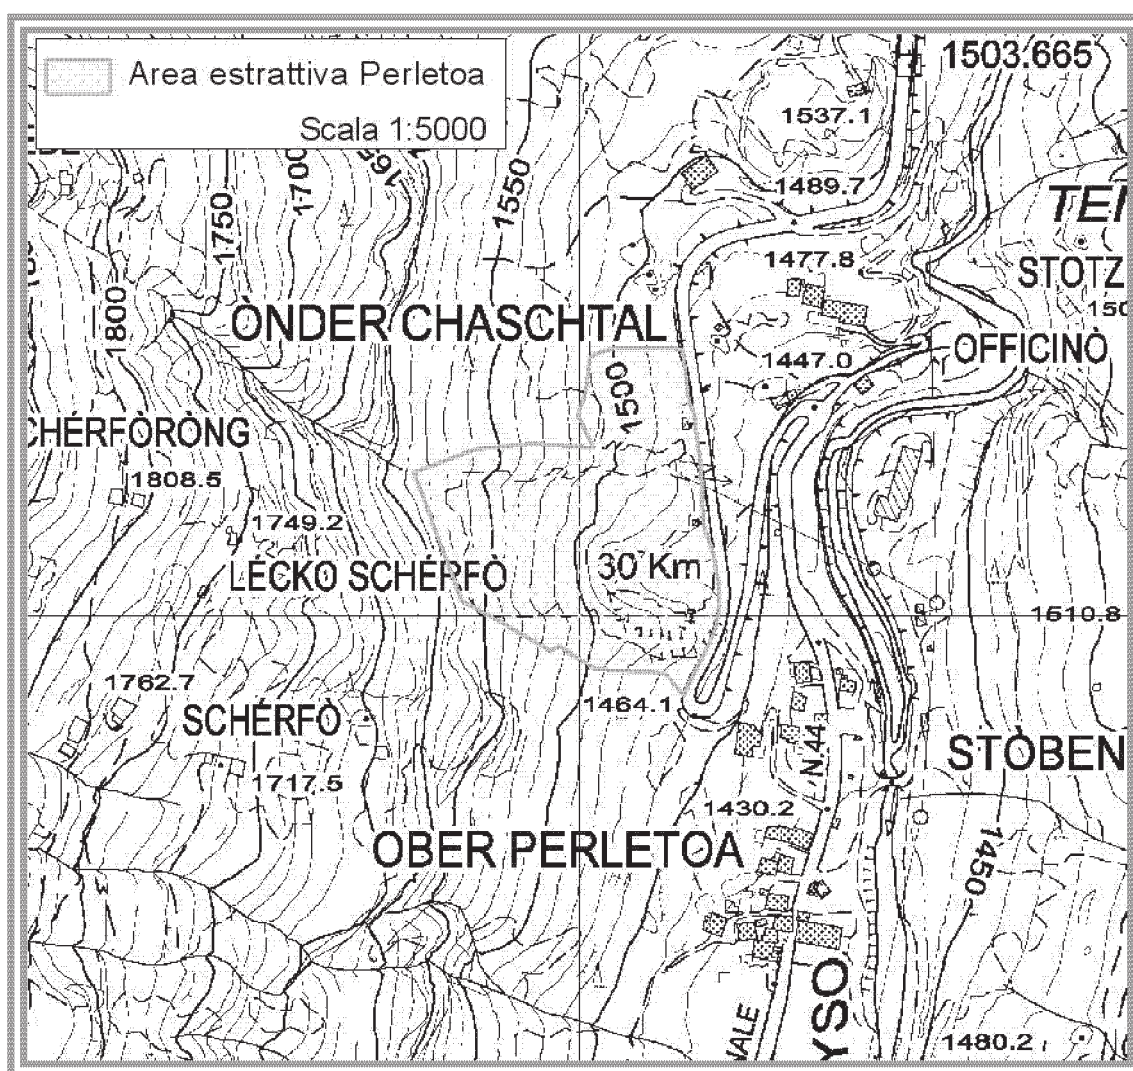 Area estrattiva Perletoa
Scala 1:5000
1503.665
1537.1
1489.7
1550
1700
1750
1800
TE
STOTZ
1477.8
ÒNDER CHASCHTAL
OFFICINÒ
1447.0
1500
CHÉRFÒRÒNG
1808.5
1749.2
LÉCKO SCHÉRFÒ
30 Km
1510.8
1762.7
SCHÉRFÒ
1464.1
N.44
STÒBEN
1717.5
1430.2
OBER PERLETOA
1450
YSO
NALE
1480.2